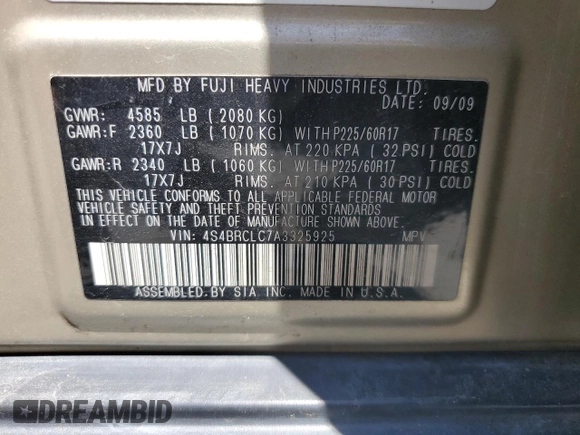 MFD BY FUJI HEAVY INDUSTRIES LTD.
DATE: 09/09
GVWR: 4585 LB ( 2080 KG)
GAWR:F 2360 LB ( 1070 KG) WITH P225/60R17 TIRES.
17X7J RIMS. AT 220 KPA ( 32 PSI) COLD
GAWR:R 2340 LB ( 1060 KG) WITH P225/60R17 TIRES.
17X7J RIMS. AT 210 KPA ( 30 PSI) COLD
THIS VEHICLE CONFORMS TO ALL APPLICABLE FEDERAL MOTOR
VEHICLE SAFETY AND THEFT PREVENTION STANDARDS
IN EFFECT ON THE DATE OF MANUFACTURE SHOWN ABOVE.
VIN: 4S4BRCLC7A3325925 MPV
ASSEMBLED BY SIA INC. MADE IN U.S.A.
DREAMBID